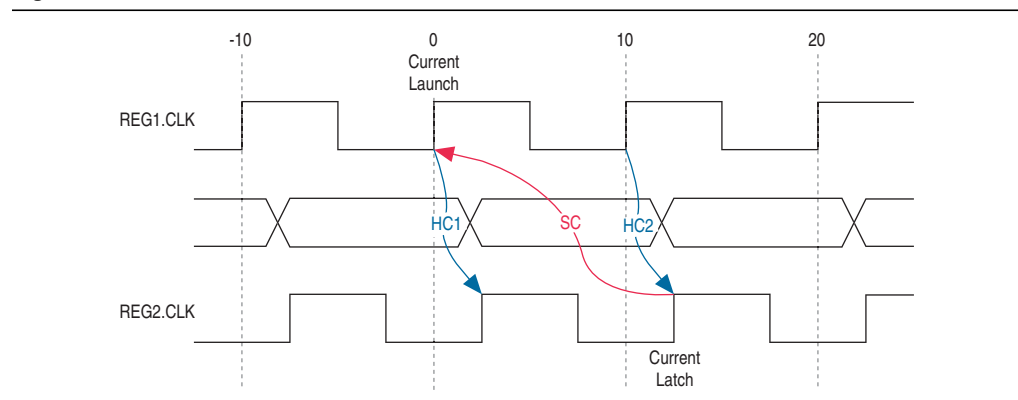 -10 0 10 20
Current
Launch
REG1.CLK
HC1 SC HC2
REG2.CLK
Current
Latch